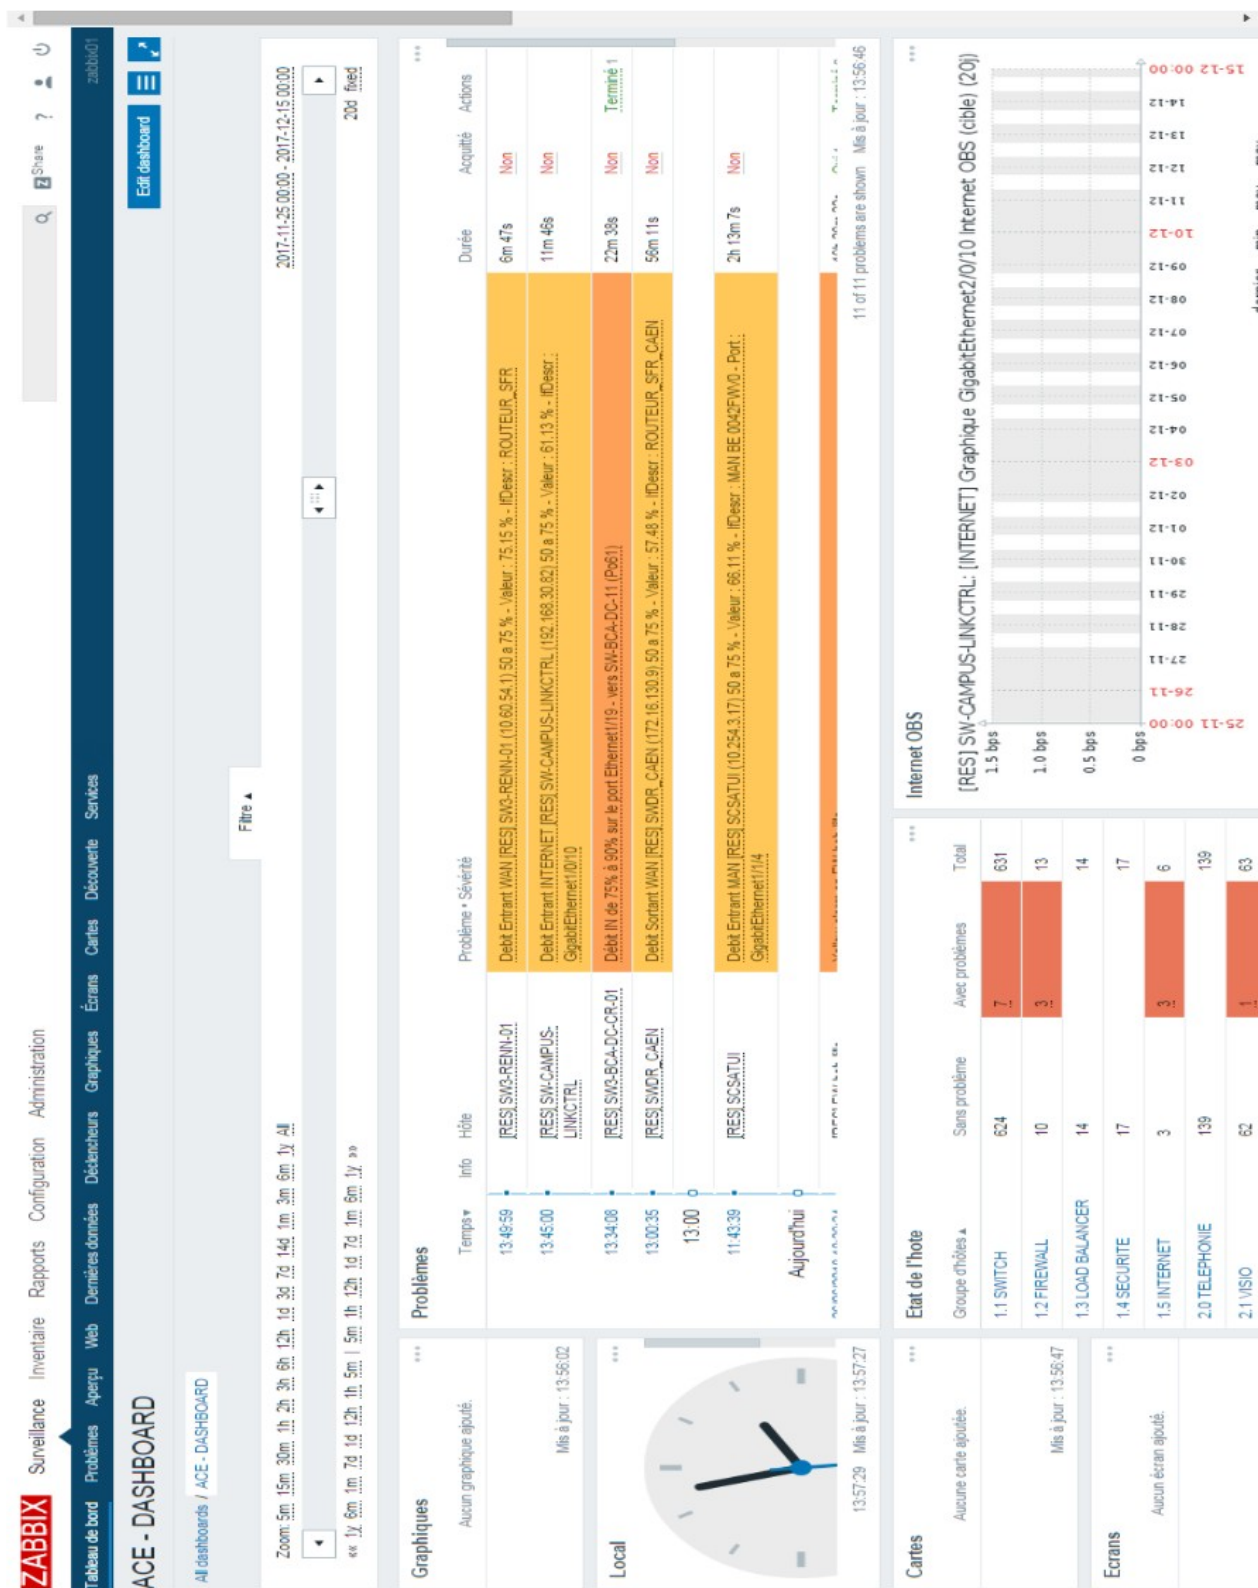 ZABBIX Surveillance Inventaire Rapports Configuration Administration Share ?
Tableau de bord Problèmes Aperçu Web Dernières données Déclencheurs Graphiques Écrans Cartes Découverte Services zabbix01
ACE - DASHBOARD Edit dashboard
All dashboards / ACE - DASHBOARD
Filtre
Zoom: 5m 15m 30m 1h 2h 3h 6h 12h 1d 3d 7d 14d 1m 3m 6m 1y All 2017-11-25 00:00 - 2017-12-15 00:00
«« 1y 6m 1m 7d 1d 12h 1h 5m | 5m 1h 12h 1d 7d 1m 6m 1y »» 20d fixed
Graphiques
Aucun graphique ajouté.
Mis à jour : 13:56:02
Local
13:57:29 Mis à jour : 13:57:27
Problèmes
Temps Info Hôte Problème • Sévérité Durée Acquitté Actions
13:49:59 [RES] SW3-RENN-01 Debit Entrant WAN [RES] SW3-RENN-01 (10.60.54.1) 50 a 75 % - Valeur : 75.15 % - IfDescr : ROUTEUR_SFR 6m 47s Non
13:45:00 [RES] SW-CAMPUS- Debit Entrant INTERNET [RES] SW-CAMPUS-LINKCTRL (192.168.30.82) 50 a 75 % - Valeur : 61.13 % - IfDescr : 11m 46s Non
LINKCTRL GigabitEthernet1/0/10
13:34:08 [RES] SW3-BCA-DC-CR-01 Débit IN de 75% à 90% sur le port Ethernet1/19 - vers SW-BCA-DC-11 (Po61) 22m 38s Non Terminé 1
13:00:35 [RES] SWDR_CAEN Debit Sortant WAN [RES] SWDR_CAEN (172.16.130.9) 50 a 75 % - Valeur : 57.48 % - IfDescr : ROUTEUR_SFR_CAEN 56m 11s Non
13:00
11:43:39 [RES] SCSATUI Debit Entrant MAN [RES] SCSATUI (10.254.3.17) 50 a 75 % - Valeur : 66.11 % - IfDescr : MAN BE 0042FWV0 - Port : 2h 13m 7s Non
GigabitEthernet1/1/4
Aujourd'hui
11 of 11 problems are shown Mis à jour : 13:56:46
Cartes
Aucune carte ajoutée.
Mis à jour : 13:56:47
Ecrans
Aucun écran ajouté.
Etat de l'hote
Groupe d'hôtes Sans problème Avec problèmes Total
1.1 SWITCH 624 7 631
1.2 FIREWALL 10 3 13
1.3 LOAD BALANCER 14 14
1.4 SECURITE 17 17
1.5 INTERNET 3 3 6
2.0 TELEPHONIE 139 139
2.1 VISIO 62 1 63
Internet OBS
[RES] SW-CAMPUS-LINKCTRL: [INTERNET] Graphique GigabitEthernet2/0/10 Internet OBS (cible) (20j)
1.5 bps
1.0 bps
0.5 bps
0 bps
25-11 00:00 26-11 27-11 28-11 29-11 30-11 01-12 02-12 03-12 04-12 05-12 06-12 07-12 08-12 09-12 10-12 11-12 12-12 13-12 14-12 15-12 00:00